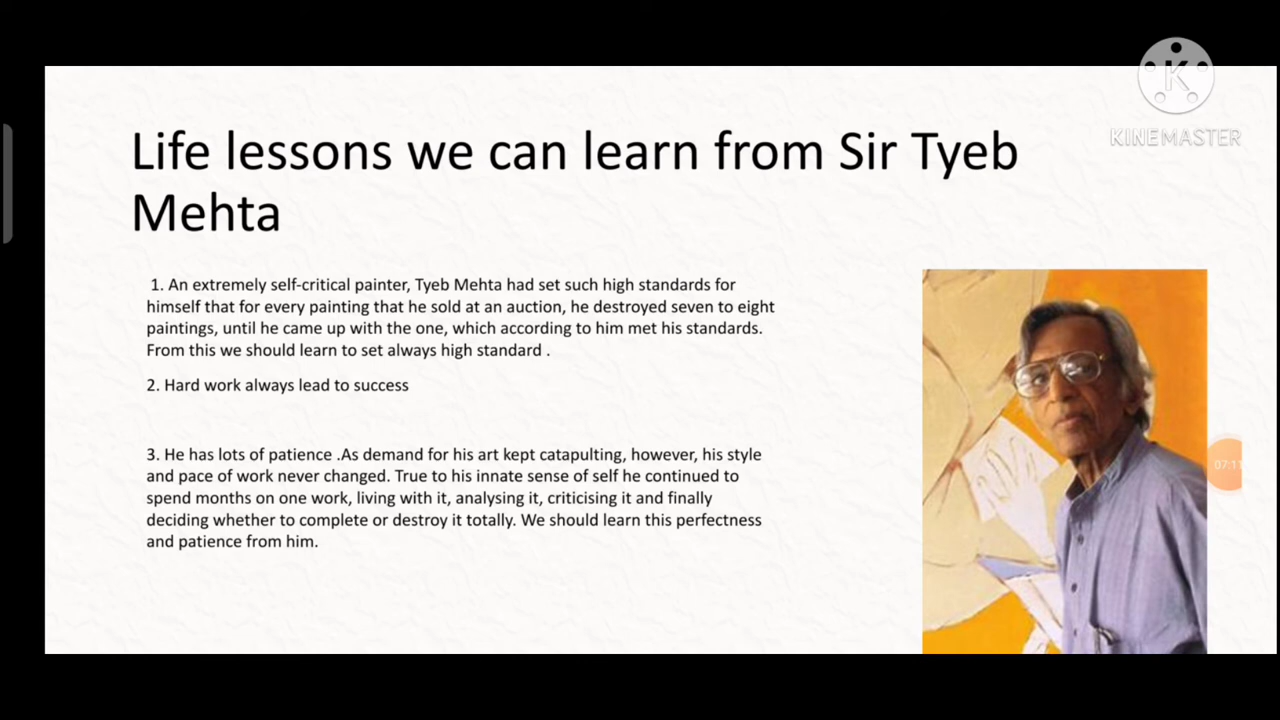 KINEMASTER
Life lessons we can learn from Sir Tyeb
Mehta
1. An extremely self-critical painter, Tyeb Mehta had set such high standards for
himself that for every painting that he sold at an auction, he destroyed seven to eight
paintings, until he came up with the one, which according to him met his standards.
From this we should learn to set always high standard .
2. Hard work always lead to success
3. He has lots of patience .As demand for his art kept catapulting, however, his style
and pace of work never changed. True to his innate sense of self he continued to
spend months on one work, living with it, analysing it, criticising it and finally
deciding whether to complete or destroy it totally. We should learn this perfectness
and patience from him.